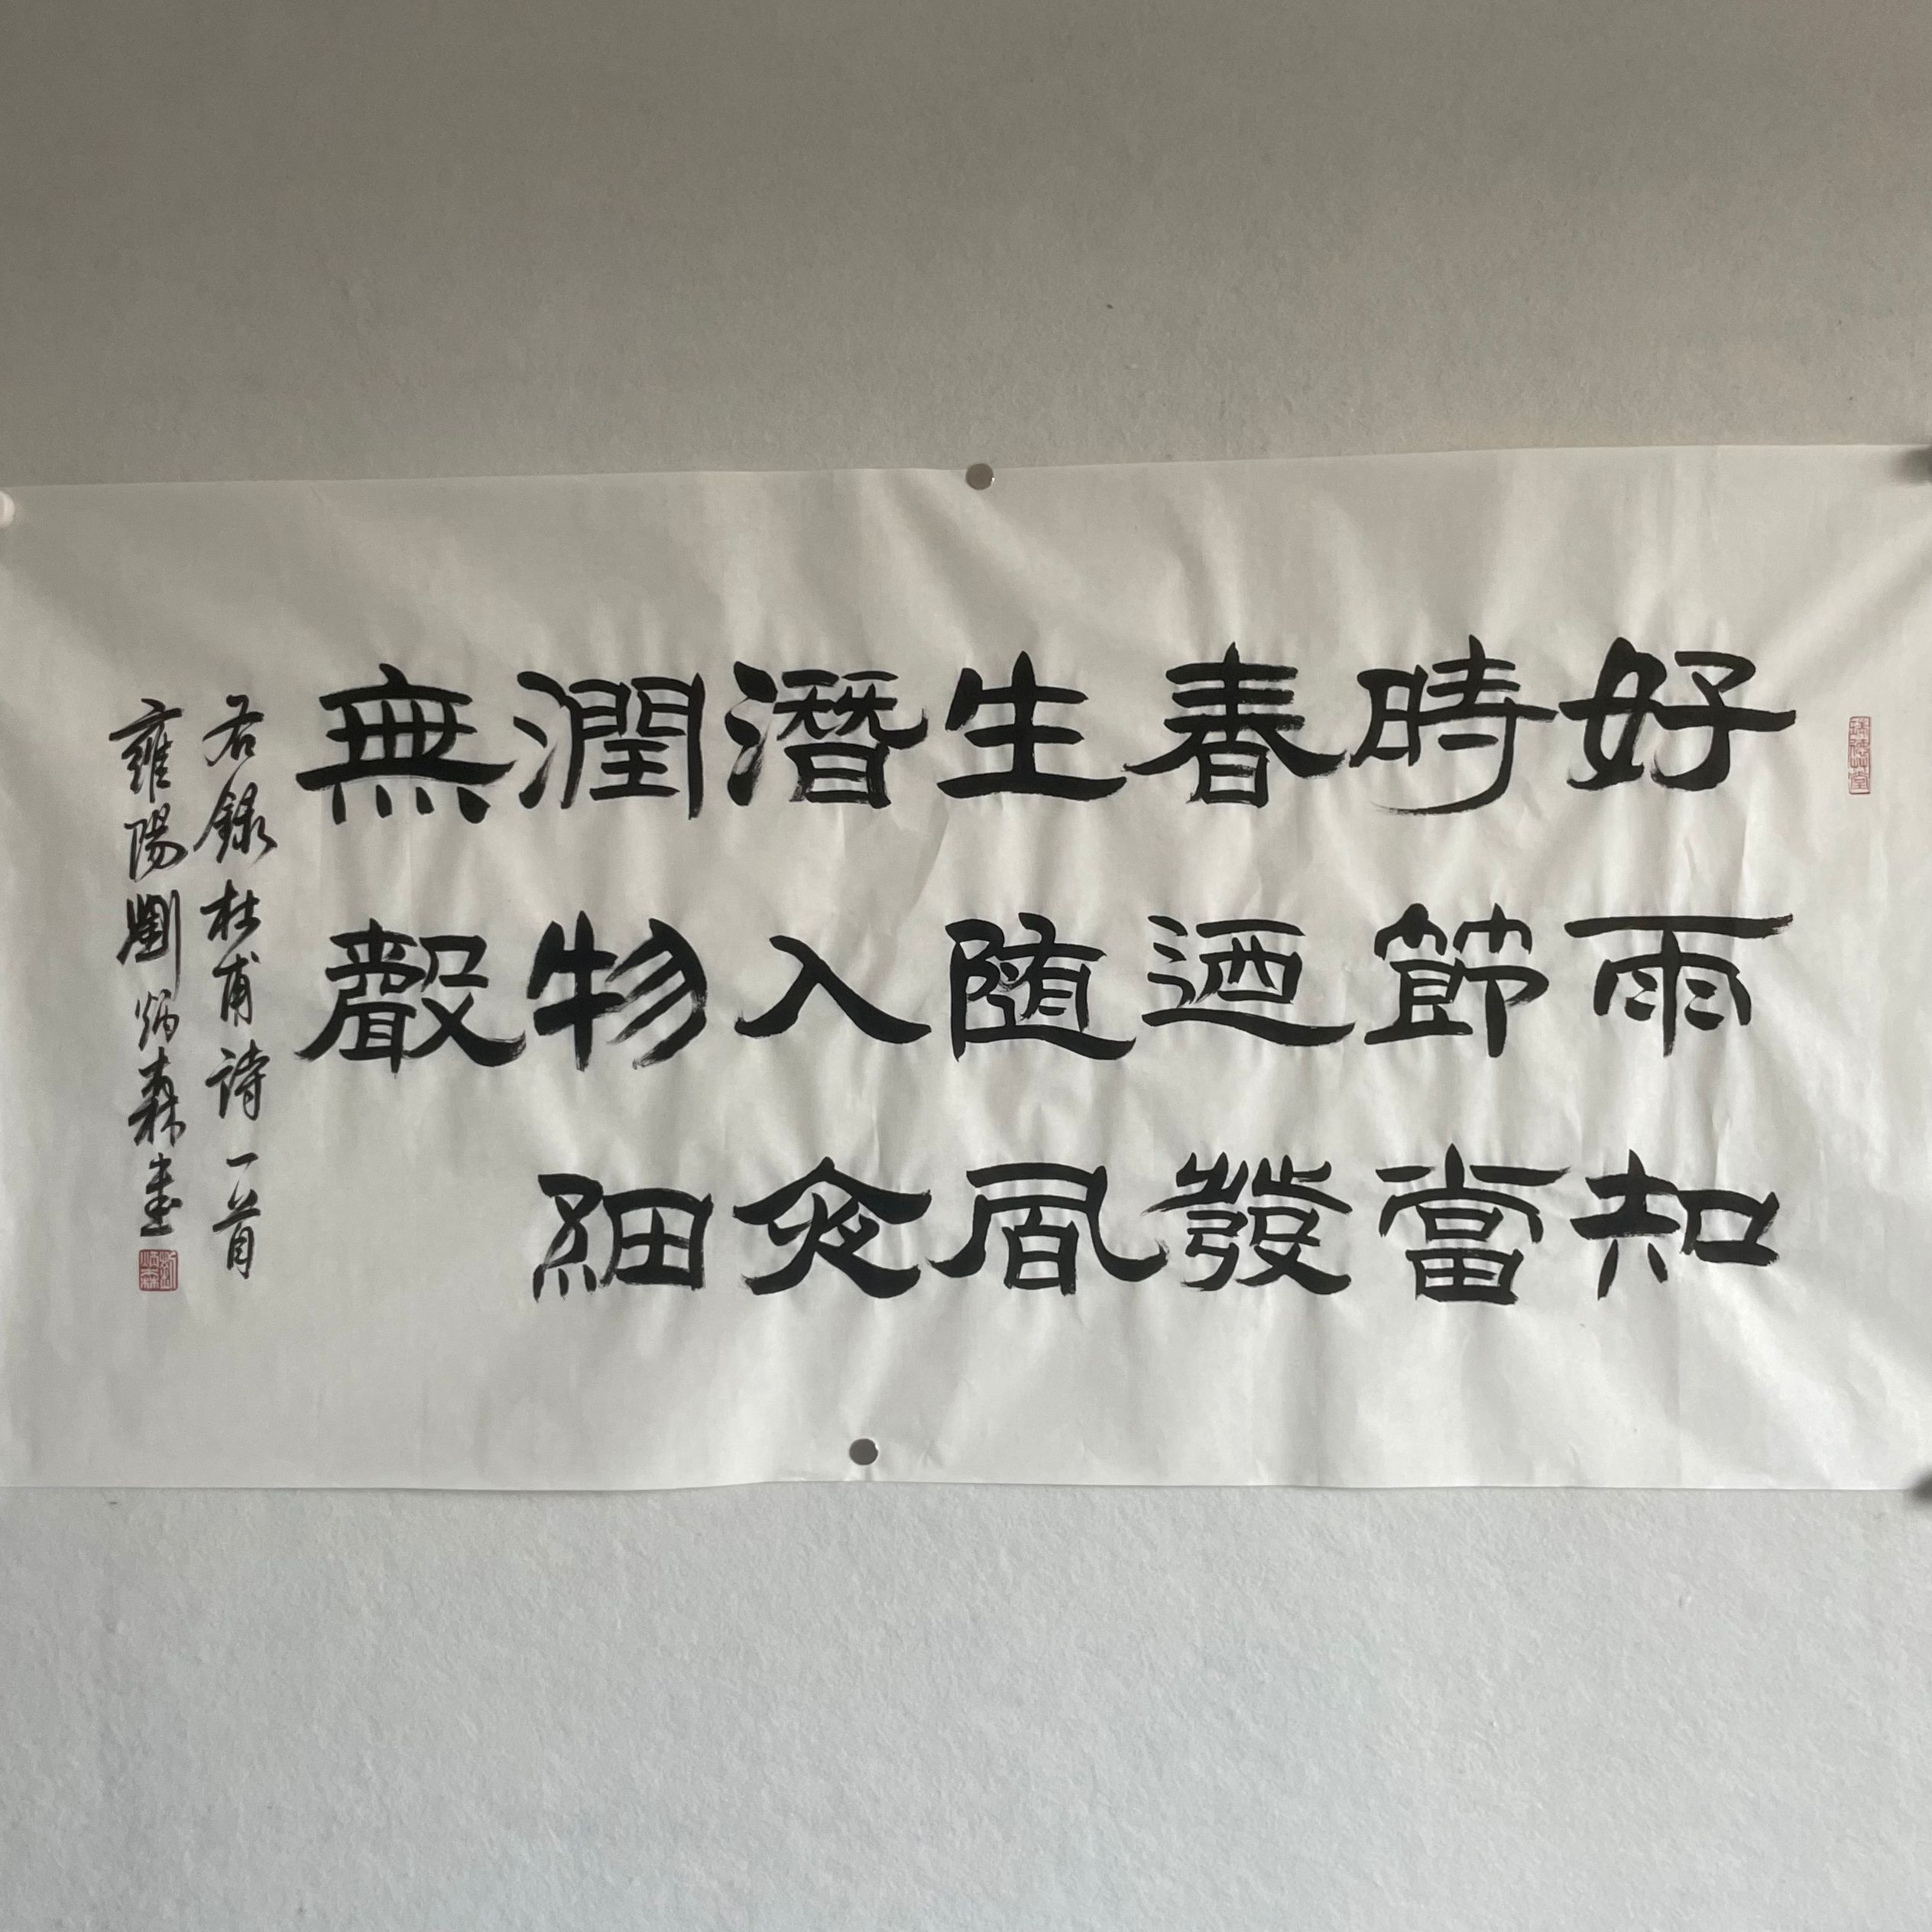 好雨知
時節當
春迺發
生随風
潛入夜
潤物細
無聲
右錄杜甫詩一首
雍陽劉炳森書